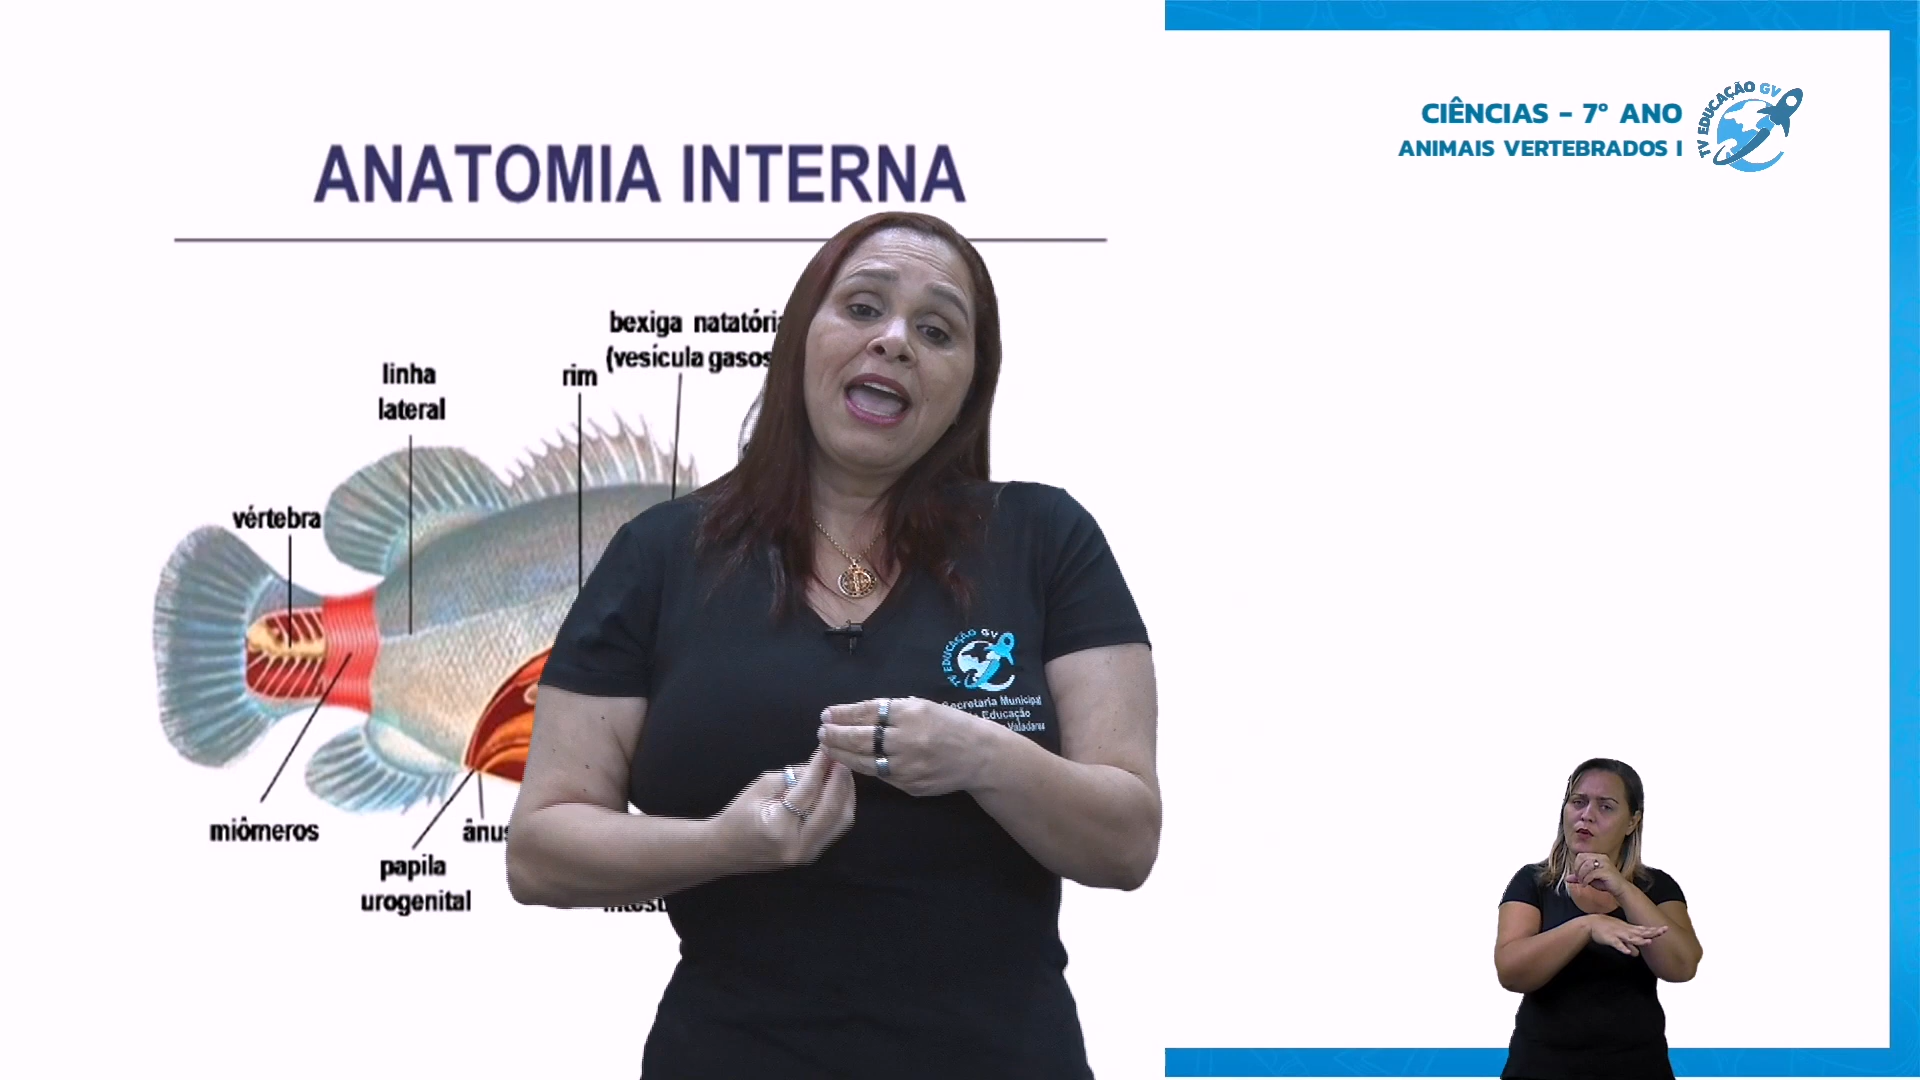 CIÊNCIAS - 7º ANO
ANIMAIS VERTEBRADOS I
TV EDUCAÇÃO GV
ANATOMIA INTERNA
bexiga natatória
(vesícula gasos
linha
lateral
rim
vértebra
miômeros
ânus
papila
urogenital
TV EDUCAÇÃO GV
Secretaria Municipal
Educação
Valadares